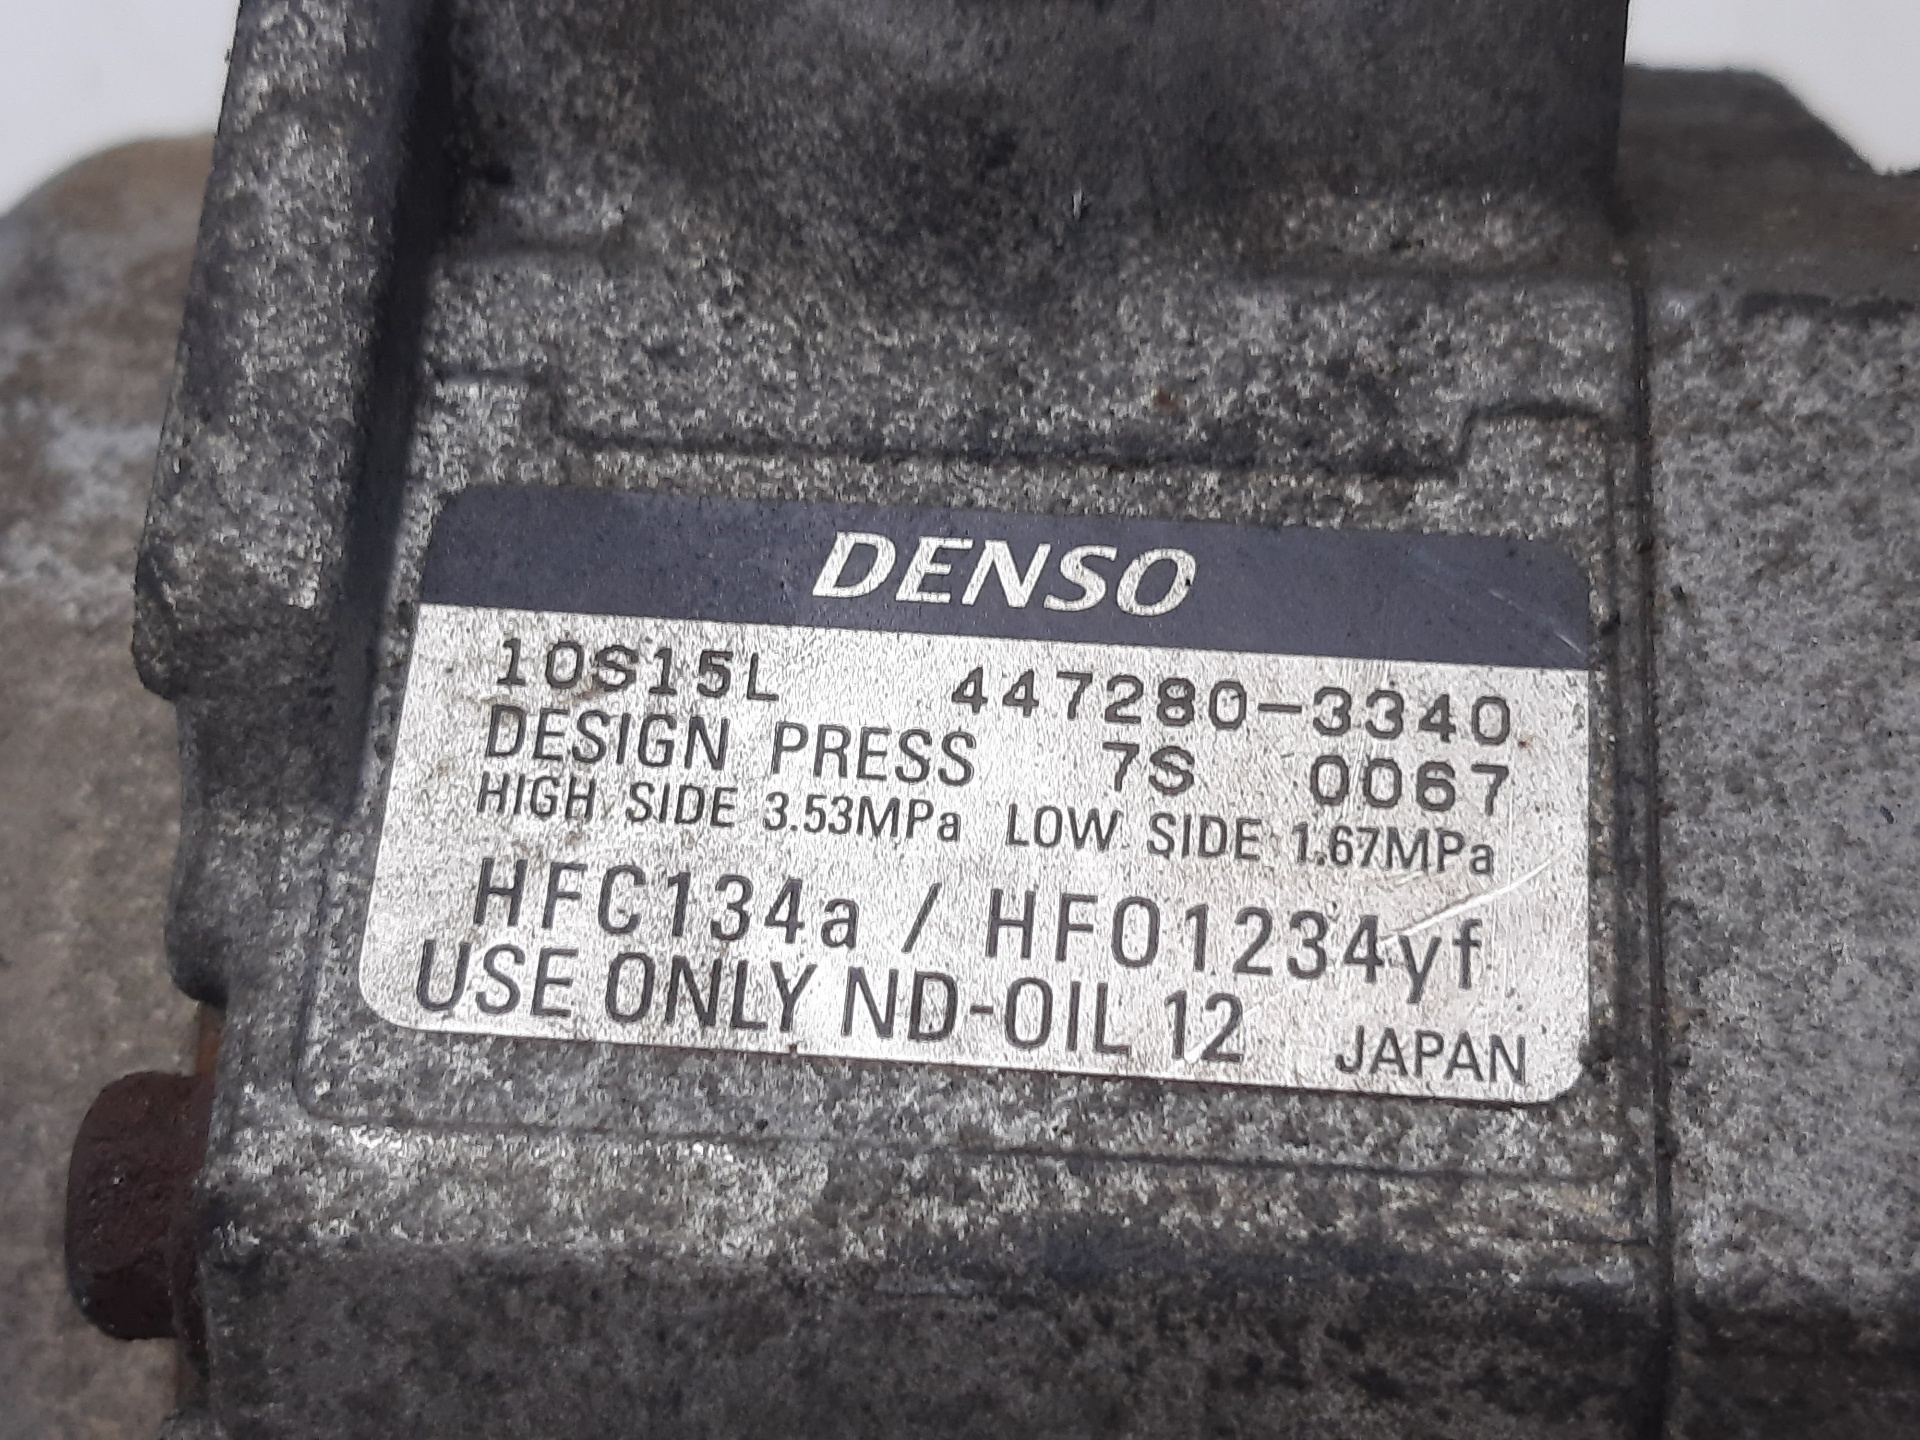 DENSO
10S15L 447280-3340
DESIGN PRESS 7S 0067
HIGH SIDE 3.53MPa LOW SIDE 1.67MPa
HFC134a / HFO1234yf
USE ONLY ND-OIL 12 JAPAN